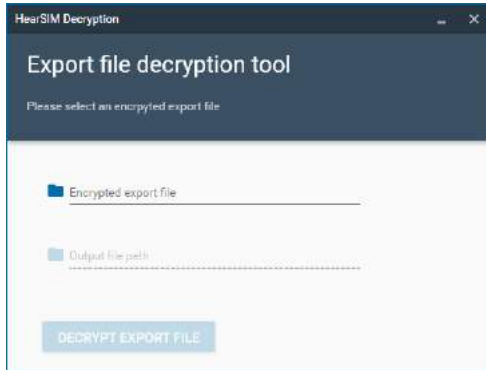 HearSIM Decryption
Export file decryption tool
Please select an encrpyted export file
Encrypted export file
Output file path
DECRYPT EXPORT FILE